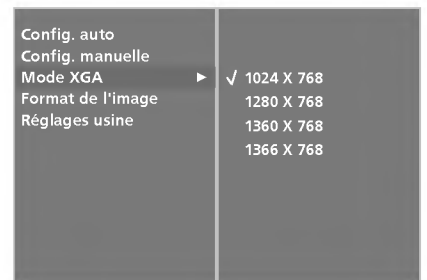 Config. auto
Config. manuelle
Mode XGA ► √ 1024 X 768
Format de l'image 1280 X 768
Réglages usine 1360 X 768
1366 X 768